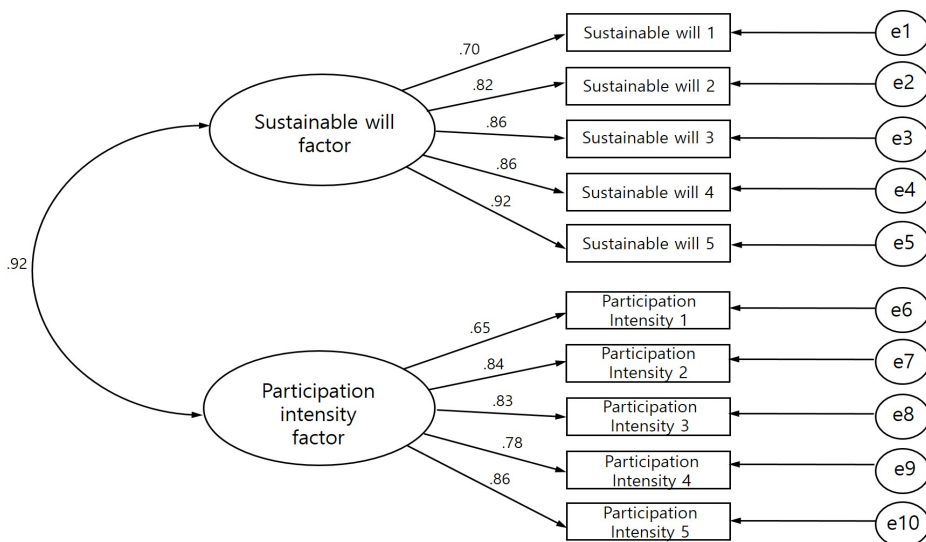 Sustainable will 1
e1
.70
Sustainable will 2
e2
.82
Sustainable will
factor
.86
Sustainable will 3
e3
.86
Sustainable will 4
e4
.92
Sustainable will 5
e5
.92
Participation
Intensity 1
e6
.65
Participation
Intensity 2
e7
.84
Participation
intensity
factor
.83
Participation
Intensity 3
e8
.78
Participation
Intensity 4
e9
.86
Participation
Intensity 5
e10